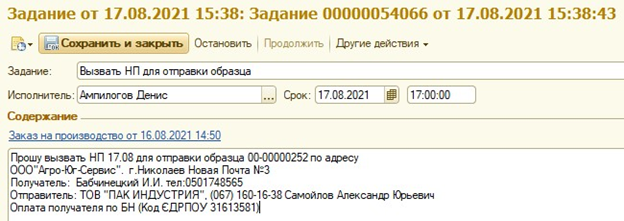 Задание от 17.08.2021 15:38: Задание 00000054066 от 17.08.2021 15:38:43
Сохранить и закрыть Остановить Продолжить Другие действия
Задание: Вызвать НП для отправки образца
Исполнитель: Ампилогов Денис ... Срок: 17.08.2021 17:00:00
Содержание
Заказ на производство от 16.08.2021 14:50
Прошу вызвать НП 17.08 для отправки образца 00-00000252 по адресу
ООО"Агро-Юг-Сервис". г.Николаев Новая Почта №3
Получатель: Бабчинецкий И.И. тел:0501748565
Отправитель: ТОВ "ПАК ИНДУСТРИЯ", (067) 160-16-38 Самойлов Александр Юрьевич
Оплата получателя по БН (Код ЄДРПОУ 31613581)